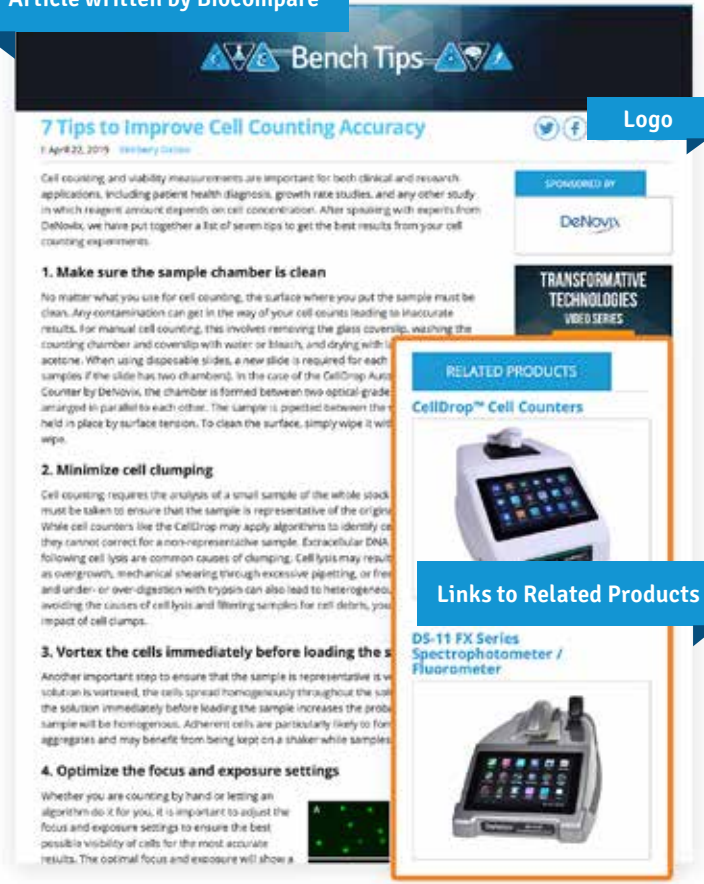 Article written by Biocompare
Bench Tips
7 Tips to Improve Cell Counting Accuracy
April 22, 2019
Logo
Cell counting and viability measurements are important for both clinical and research
applications, including patient health diagnosis, growth rate studies, and any other study
in which reagent amount depends on cell concentration. After speaking with experts from
DeNovix, we have put together a list of seven tips to get the best results from your cell
counting experiments.
SPONSORED BY
DeNovix
TRANSFORMATIVE
TECHNOLOGIES
VIDEO SERIES
1. Make sure the sample chamber is clean
No matter what you use for cell counting, the surface where you put the sample must be
clean. Any contamination can get in the way of your cell counts leading to inaccurate
results. For manual cell counting, this involves removing the glass coverslip, washing the
counting chamber and coverslip with water or bleach, and drying with
acetone. When using disposable slides, a new slide is required for each
samples if the slide has two chambers). In the case of the CellDrop
Counter by DeNovix, the chamber is formed between two optical-grade
arranged in parallel to each other. The sample is pipetted between the
held in place by surface tension. To clean the surface, simply wipe it
wipe.
2. Minimize cell clumping
Cell counting requires the analysis of a small sample of the whole stock
must be taken to ensure that the sample is representative of the
While cell counters like the CellDrop may apply algorithms to identify
they cannot correct for a non-representative sample. Extracellular DNA
following cell lysis are common causes of clumping. Cell lysis may result
as overgrowth, mechanical shearing through excessive pipetting, or
and under- or over-digestion with trypsin can also lead to
avoiding the causes of cell lysis and filtering samples for cell debris, you
impact of cell clumps.
3. Vortex the cells immediately before loading the s
Another important step to ensure that the sample is representative is
solution is vortexed, the cells spread homogeneously throughout the
the solution immediately before loading the sample increases the
sample will be homogenous. Adherent cells are particularly likely to
aggregates and may benefit from being kept on a shaker while samples
4. Optimize the focus and exposure settings
Whether you are counting by hand or letting an
algorithm do it for you, it is important to adjust the
focus and exposure settings to ensure the best
possible visibility of cells for the most accurate
results. The optimal focus and exposure will show a
A
RELATED PRODUCTS
CellDrop™ Cell Counters
Links to Related Products
DS-11 FX Series
Spectrophotometer /
Fluorometer